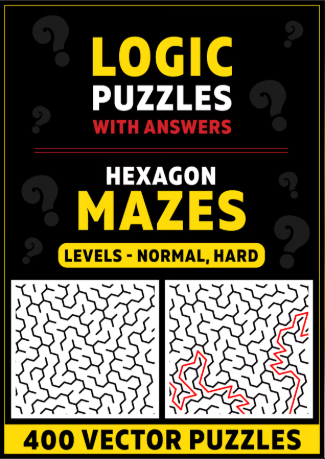 LOGIC
PUZZLES
WITH ANSWERS
HEXAGON
MAZES
LEVELS - NORMAL, HARD
400 VECTOR PUZZLES